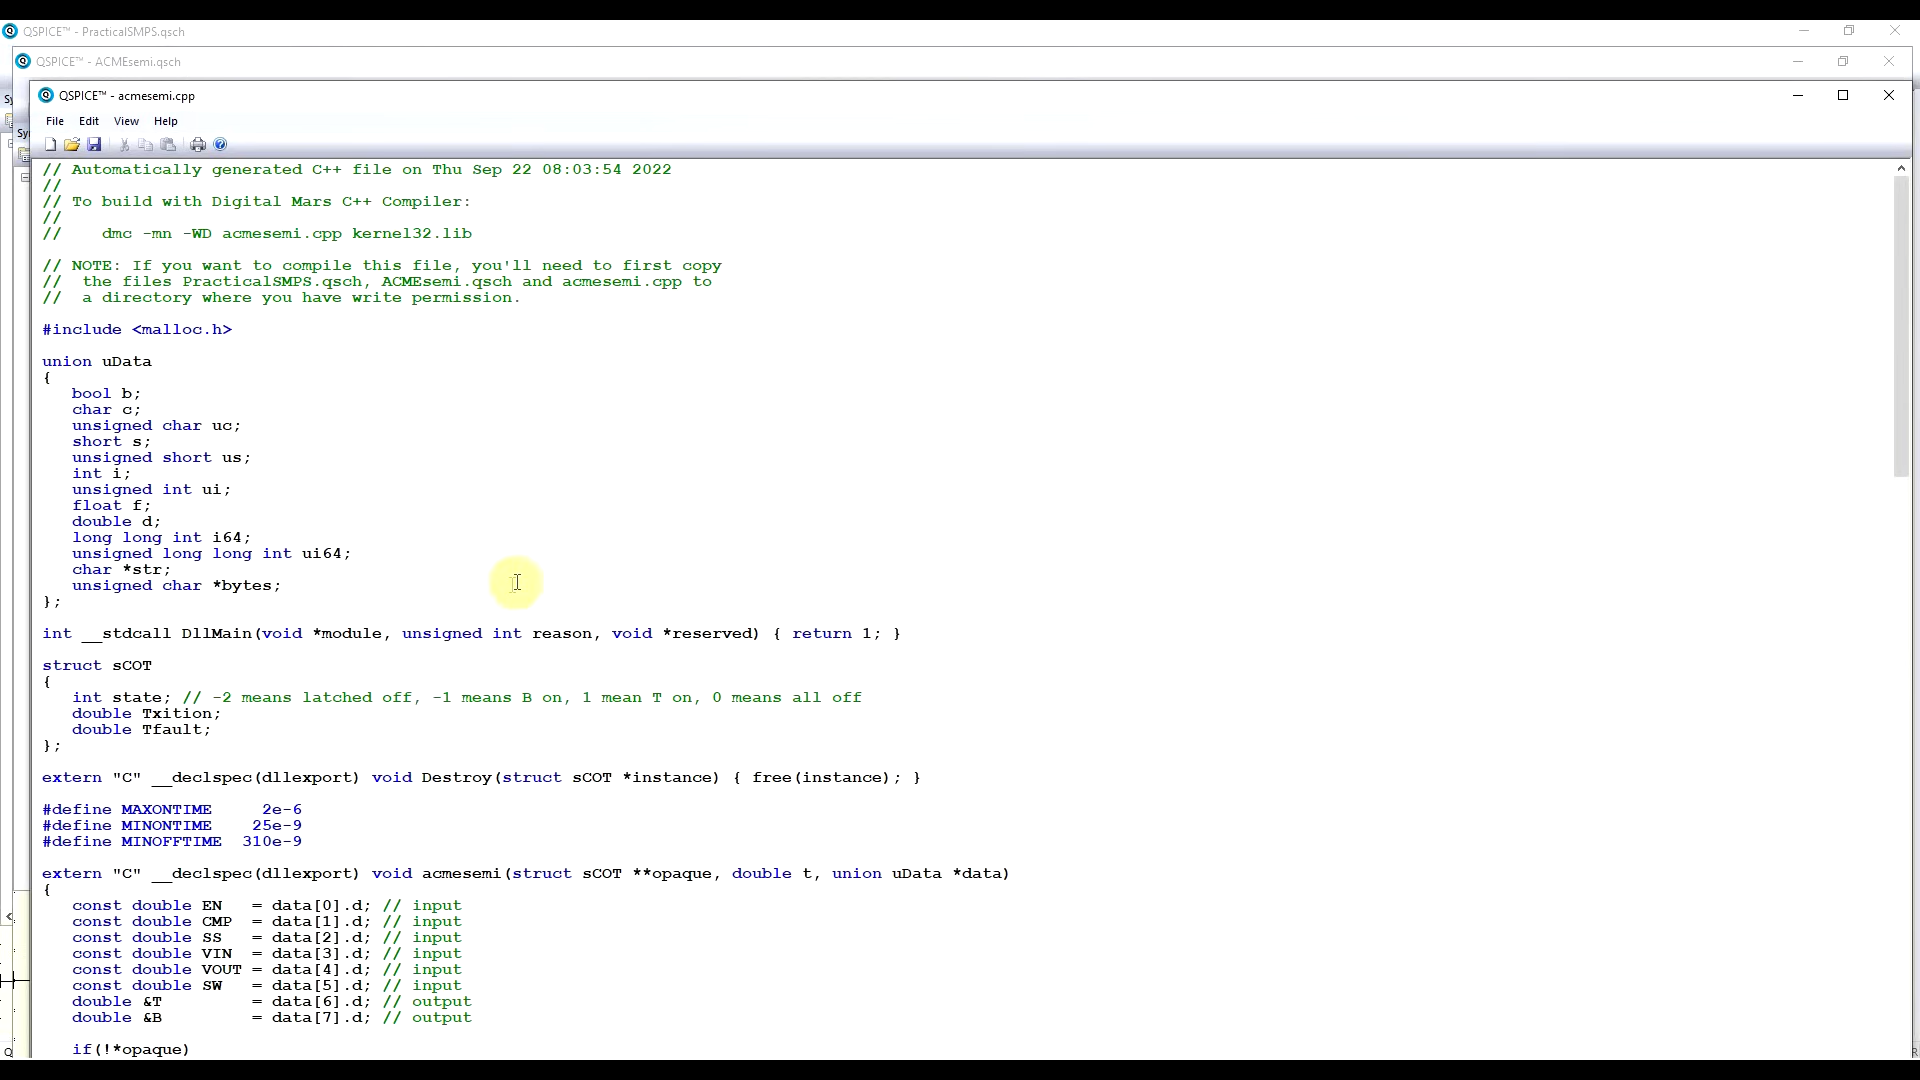 QSPICE™ - PracticalSMPS.qsch
QSPICE™ - ACMEsemi.qsch
QSPICE™ - acmesemi.cpp
File Edit View Help
// Automatically generated C++ file on Thu Sep 22 08:03:54 2022
//
// To build with Digital Mars C++ Compiler:
//
//    dmc -mn -WD acmesemi.cpp kernel32.lib
// NOTE: If you want to compile this file, you'll need to first copy
//  the files PracticalSMPS.qsch, ACMEsemi.qsch and acmesemi.cpp to
//  a directory where you have write permission.
#include <malloc.h>
union uData
{
   bool b;
   char c;
   unsigned char uc;
   short s;
   unsigned short us;
   int i;
   unsigned int ui;
   float f;
   double d;
   long long int i64;
   unsigned long long int ui64;
   char *str;
   unsigned char *bytes;
};
int __stdcall DllMain(void *module, unsigned int reason, void *reserved) { return 1; }
struct sCOT
{
   int state; // -2 means latched off, -1 means B on, 1 mean T on, 0 means all off
   double Txition;
   double Tfault;
};
extern "C" __declspec(dllexport) void Destroy(struct sCOT *instance) { free(instance); }
#define MAXONTIME     2e-6
#define MINONTIME    25e-9
#define MINOFFTIME  310e-9
extern "C" __declspec(dllexport) void acmesemi(struct sCOT **opaque, double t, union uData *data)
{
   const double EN   = data[0].d; // input
   const double CMP  = data[1].d; // input
   const double SS   = data[2].d; // input
   const double VIN  = data[3].d; // input
   const double VOUT = data[4].d; // input
   const double SW   = data[5].d; // input
   double &T         = data[6].d; // output
   double &B         = data[7].d; // output
   if(!*opaque)